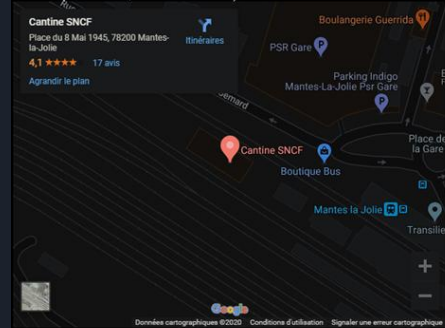 Cantine SNCF
Place du 8 Mai 1945, 78200 Mantes-
la-Jolie
4,1 ★★★★ 17 avis
Agrandir le plan
Itinéraires
Boulangerie Guerrida
PSR Gare
Parking Indigo
Mantes-La-Jolie Psr Gare
Place de
la Gare
Cantine SNCF
Boutique Bus
Mantes la Jolie
Transilie
Google
Données cartographiques ©2020 Conditions d'utilisation Signaler une erreur cartographique